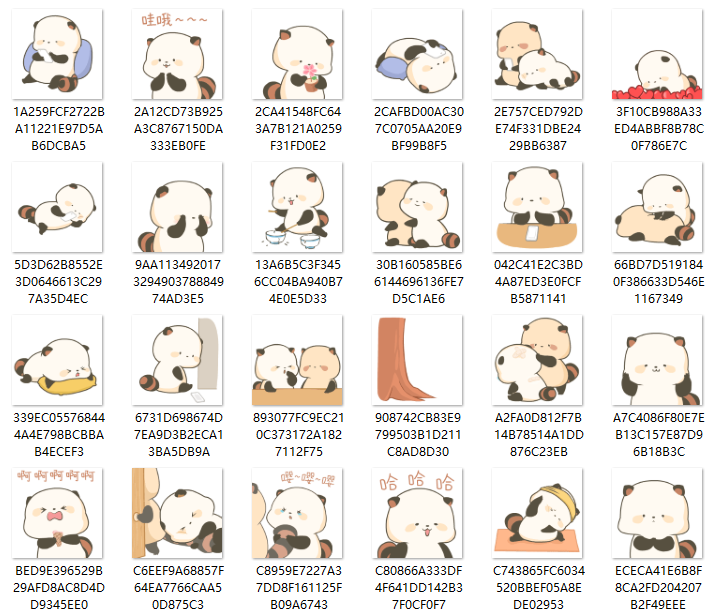 哇哦~~~
1A259FCF2722B
A11221E97D5A
B6DCBA5
2A12CD73B925
A3C8767150DA
333EB0FE
2CA41548FC64
3A7B121A0259
F31FD0E2
2CAFBD00AC30
7C0705AA20E9
BF99B8F5
2E757CED792D
E74F331DBE24
29BB6387
3F10CB988A33
ED4ABBF8B78C
0F786E7C
5D3D62B8552E
3D0646613C29
7A35D4EC
9AA113492017
329490378884​9
74AD3E5
13A6B5C3F345
6CC04BA940B7
4E0E5D33
30B160585BE6
6144696136FE7
D5C1AE6
042C41E2C3BD
4A87ED3E0FCF
B5871141
66BD7D519184
0F386633D546E
1167349
339EC05576844
4A4E798BCBBA
B4ECEF3
6731D698674D
7EA9D3B2ECA1
3BA5DB9A
893077FC9EC21
0C373172A182
7112F75
908742CB83E9
799503B1D211
C8AD8D30
A2FA0D812F7B
14B78514A1DD
876C23EB
A7C4086F80E7E
B13C157E87D9
6B18B3C
啊啊啊啊啊
嘤~嘤~嘤
哈哈哈
BED9E396529B
29AFD8AC8D4D
D9345EE0
C6EEF9A68857F
64EA7766CAA5
0D875C3
C8959E7227A3
7DD8F161125F
B09A6743
C80866A333DF
4F641DD142B3
7F0CF0F7
C743865FC6034
520BBEF05A8E
DE02953
ECECA41E6B8F
8CA2FD204207
B2F49EEE